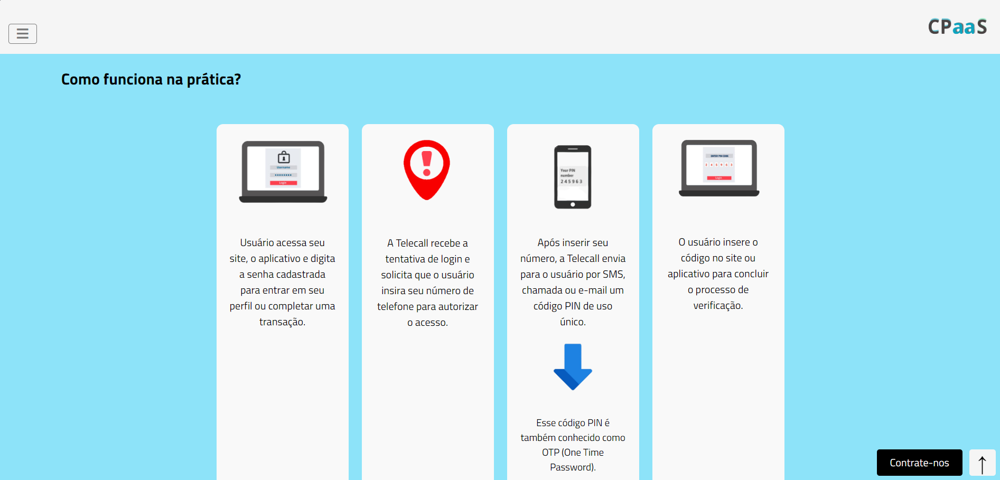 CPaaS
Como funciona na prática?
Username
Login
Usuário acessa seu
site, o aplicativo e digita
a senha cadastrada
para entrar em seu
perfil ou completar uma
transação.
!
A Telecall recebe a
tentativa de login e
solicita que o usuário
insira seu número de
telefone para autorizar
o acesso.
Your PIN
number
245963
Após inserir seu
número, a Telecall envia
para o usuário por SMS,
chamada ou e-mail um
código PIN de uso
único.
Esse código PIN é
também conhecido como
OTP (One Time
Password).
ENTER PIN CODE
2 4 5 9 6 3
Login
O usuário insere o
código no site ou
aplicativo para concluir
o processo de
verificação.
Contrate-nos
↑